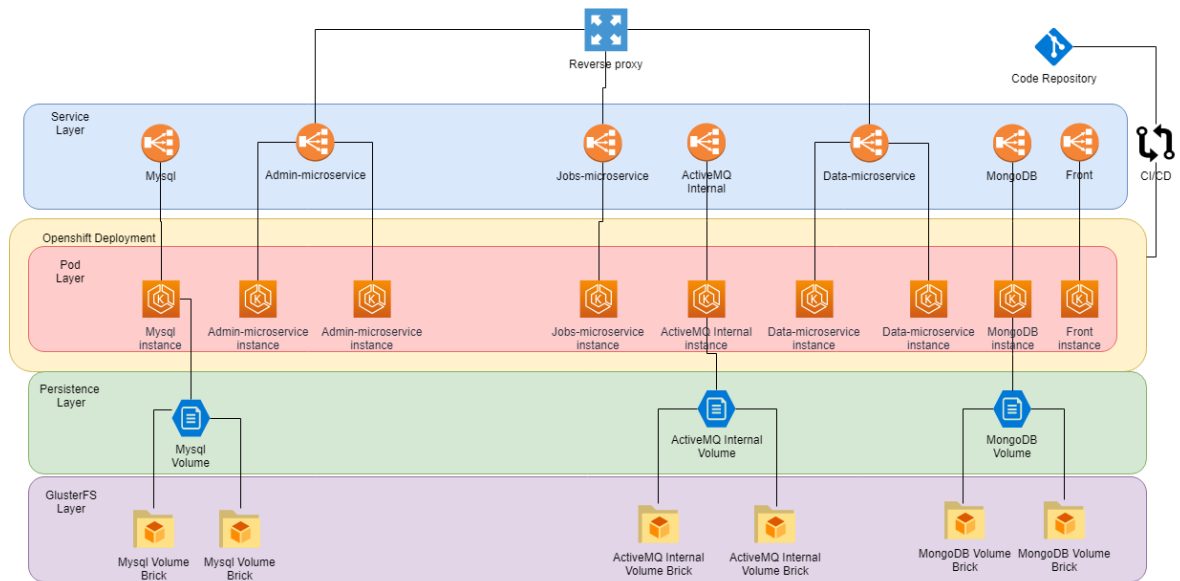 Reverse proxy
Code Repository
Service
Layer
Mysql
Admin-microservice
Jobs-microservice
ActiveMQ
Internal
Data-microservice
MongoDB
Front
CI/CD
Openshift Deployment
Pod
Layer
Mysql
instance
Admin-microservice
instance
Admin-microservice
instance
Jobs-microservice
instance
ActiveMQ Internal
instance
Data-microservice
instance
Data-microservice
instance
MongoDB
instance
Front
instance
Persistence
Layer
Mysql
Volume
ActiveMQ Internal
Volume
MongoDB
Volume
GlusterFS
Layer
Mysql Volume
Brick
Mysql Volume
Brick
ActiveMQ Internal
Volume Brick
ActiveMQ Internal
Volume Brick
MongoDB Volume
Brick
MongoDB Volume
Brick